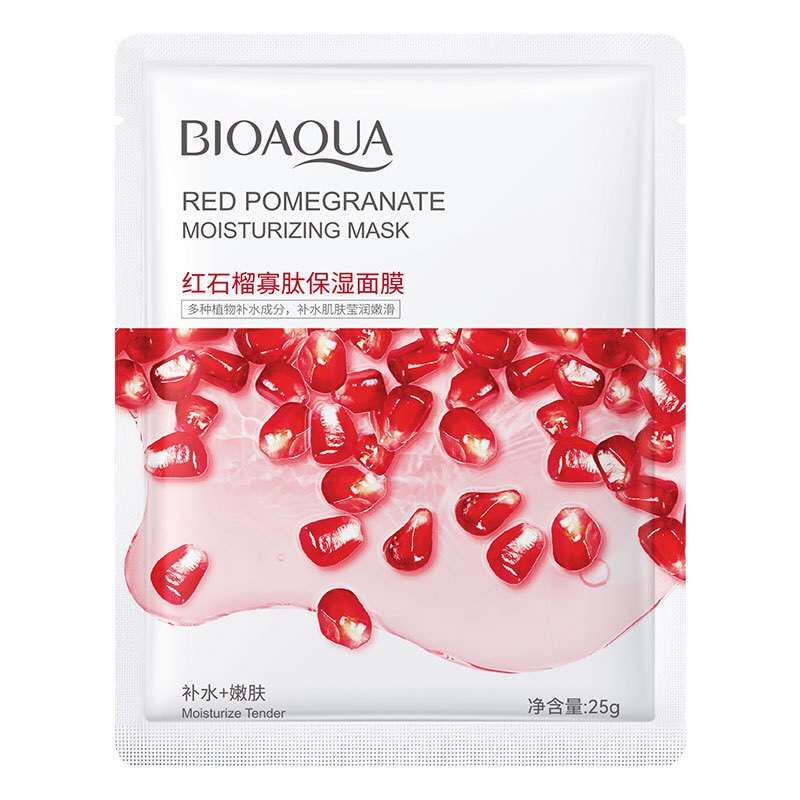 BIOAQUA
RED POMEGRANATE
MOISTURIZING MASK
红石榴寡肽保湿面膜
多种植物补水成分，补水肌肤莹润嫩滑
补水+嫩肤
Moisturize Tender
净含量:25g